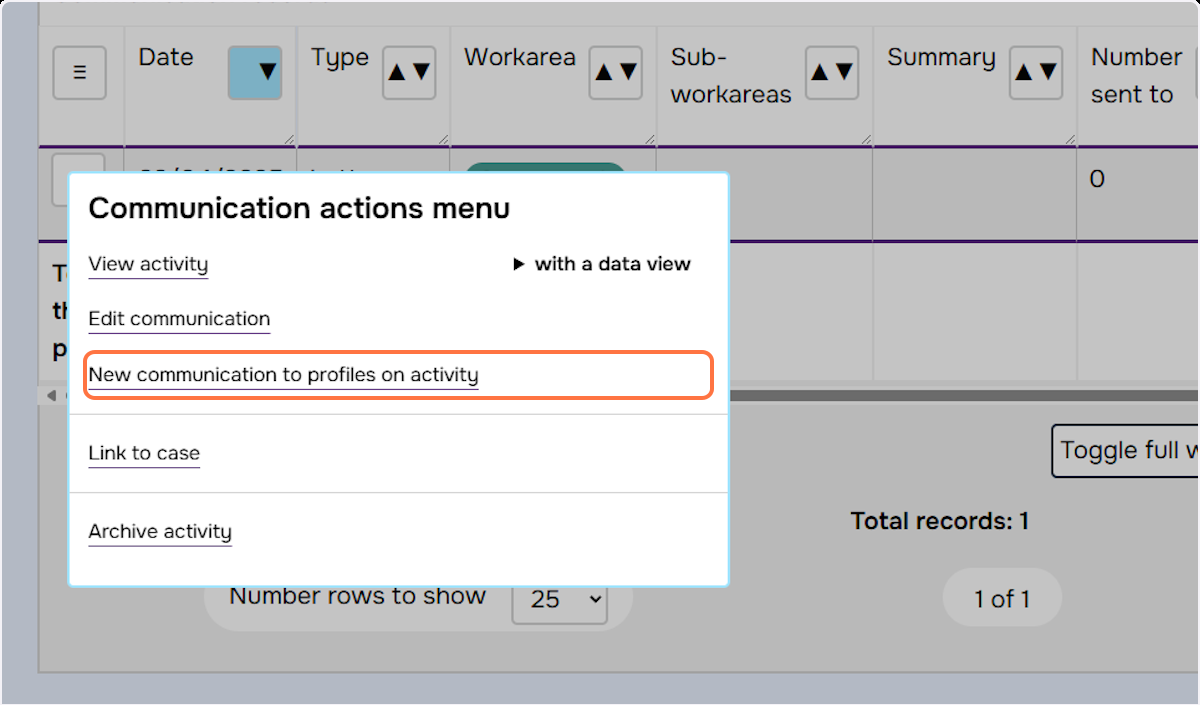 Date
Type
Workarea
Sub-
workareas
Summary
Number
sent to
0
Communication actions menu
View activity
with a data view
Edit communication
New communication to profiles on activity
Link to case
Archive activity
Toggle full
Total records: 1
Number rows to show
25
1 of 1